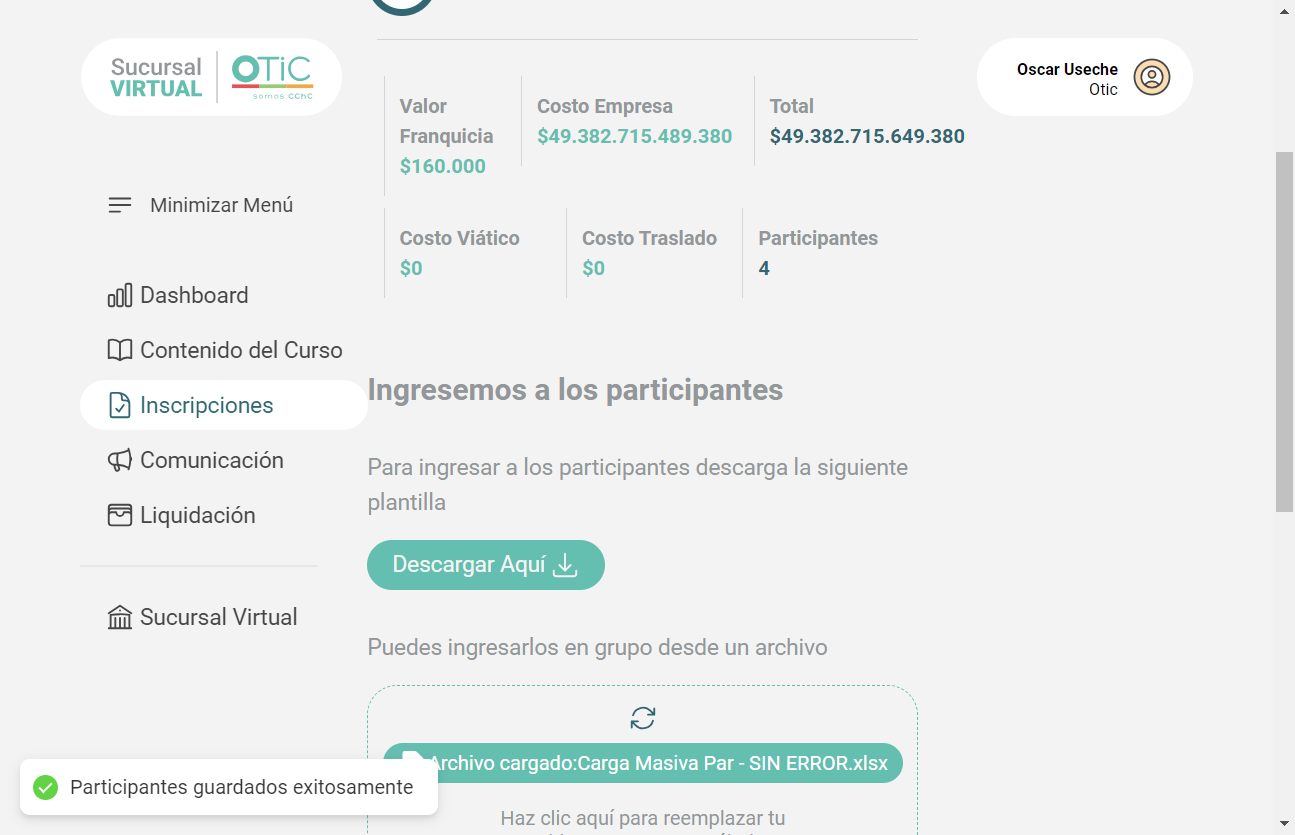 Sucursal
VIRTUAL
OTIC
somos CChC
Oscar Useche
Otic
Minimizar Menú
Dashboard
Contenido del Curso
Inscripciones
Comunicación
Liquidación
Sucursal Virtual
Valor
Franquicia
$160.000
Costo Empresa
$49.382.715.489.380
Total
$49.382.715.649.380
Costo Viático
$0
Costo Traslado
$0
Participantes
4
Ingresemos a los participantes
Para ingresar a los participantes descarga la siguiente
plantilla
Descargar Aquí
Puedes ingresarlos en grupo desde un archivo
Archivo cargado:Carga Masiva Par - SIN ERROR.xlsx
Haz clic aquí para reemplazar tu
Participantes guardados exitosamente